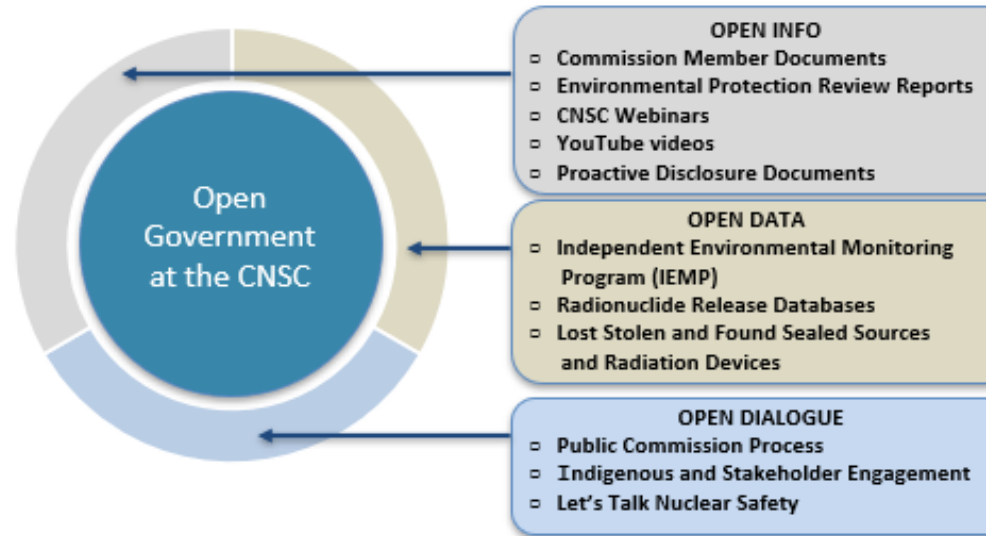 Open
Government
at the CNSC
OPEN INFO
▫ Commission Member Documents
▫ Environmental Protection Review Reports
▫ CNSC Webinars
▫ YouTube videos
▫ Proactive Disclosure Documents
OPEN DATA
▫ Independent Environmental Monitoring
Program (IEMP)
▫ Radionuclide Release Databases
▫ Lost Stolen and Found Sealed Sources
and Radiation Devices
OPEN DIALOGUE
▫ Public Commission Process
▫ Indigenous and Stakeholder Engagement
▫ Let's Talk Nuclear Safety